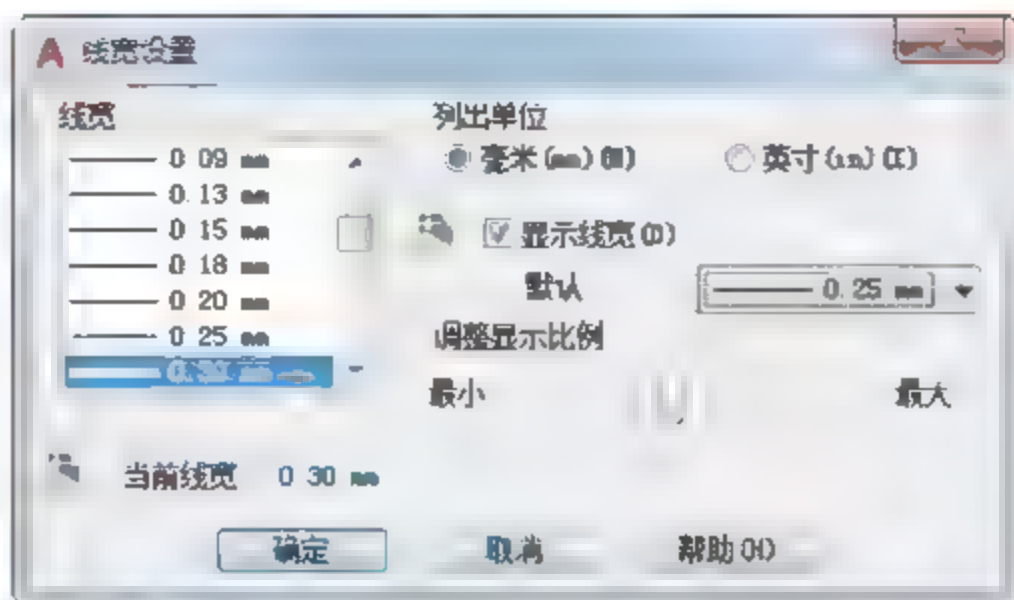 线宽设置
线宽
0.09 mm
0.13 mm
0.15 mm
0.18 mm
0.20 mm
0.25 mm
0.30 mm
列出单位
毫米(mm)(M)
英寸(in)(I)
显示线宽(D)
默认
0.25 mm
调整显示比例
最小
最大
当前线宽 0.30 mm
确定
取消
帮助(H)